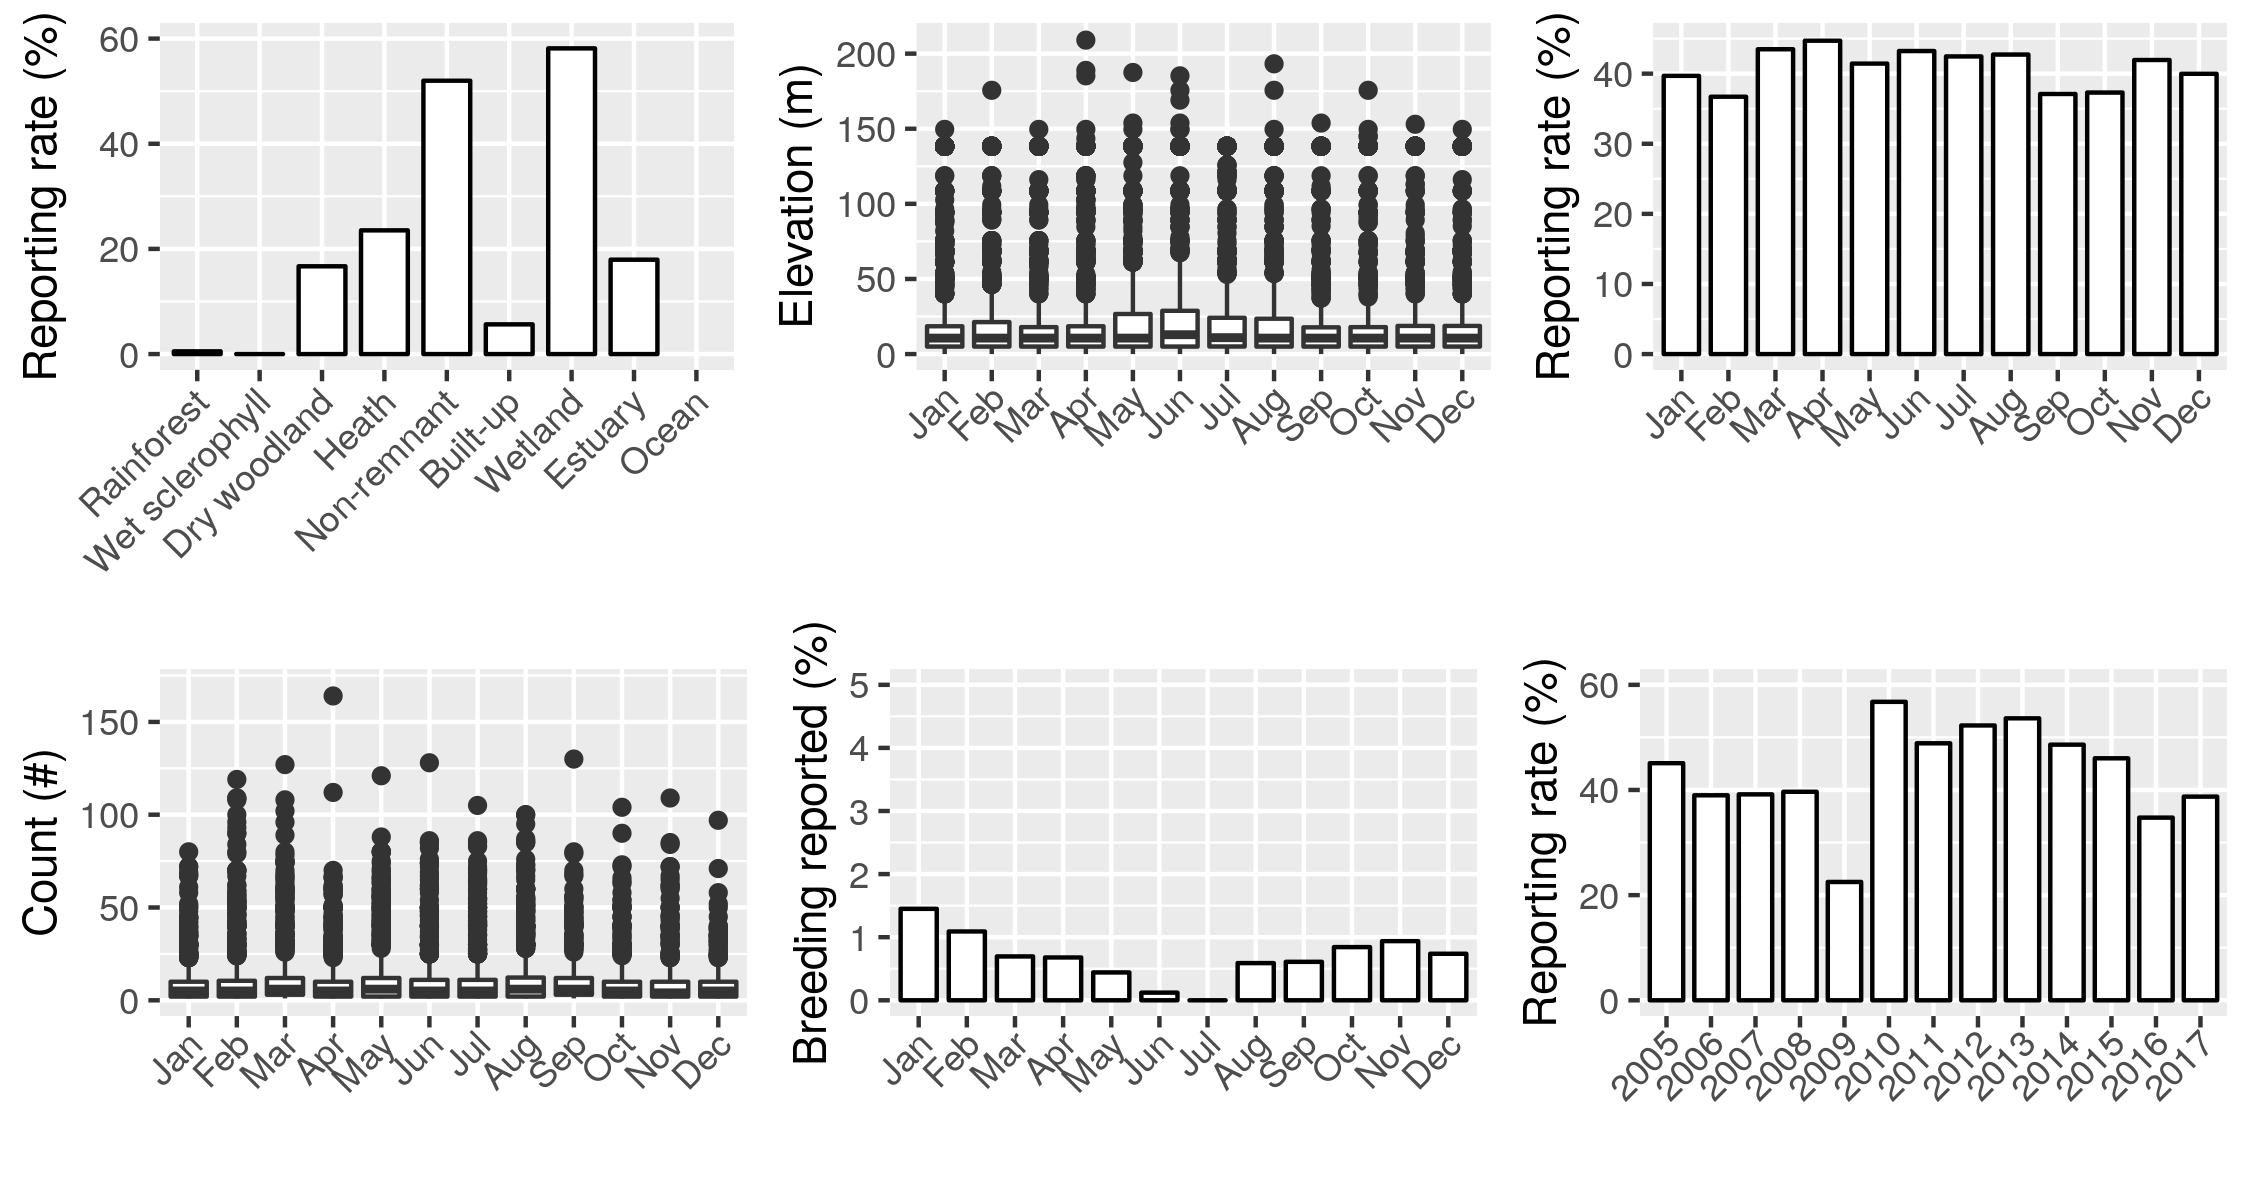 Reporting rate (%)
60
40
20
0
Rainforest
Wet sclerophyll
Dry woodland
Heath
Non-remnant
Built-up
Wetland
Estuary
Ocean
Elevation (m)
200
150
100
50
0
Jan
Feb
Mar
Apr
May
Jun
Jul
Aug
Sep
Oct
Nov
Dec
Reporting rate (%)
40
30
20
10
0
Jan
Feb
Mar
Apr
May
Jun
Jul
Aug
Sep
Oct
Nov
Dec
Count (#)
150
100
50
0
Jan
Feb
Mar
Apr
May
Jun
Jul
Aug
Sep
Oct
Nov
Dec
Breeding reported (%)
5
4
3
2
1
0
Jan
Feb
Mar
Apr
May
Jun
Jul
Aug
Sep
Oct
Nov
Dec
Reporting rate (%)
60
40
20
0
2005
2006
2007
2008
2009
2010
2011
2012
2013
2014
2015
2016
2017